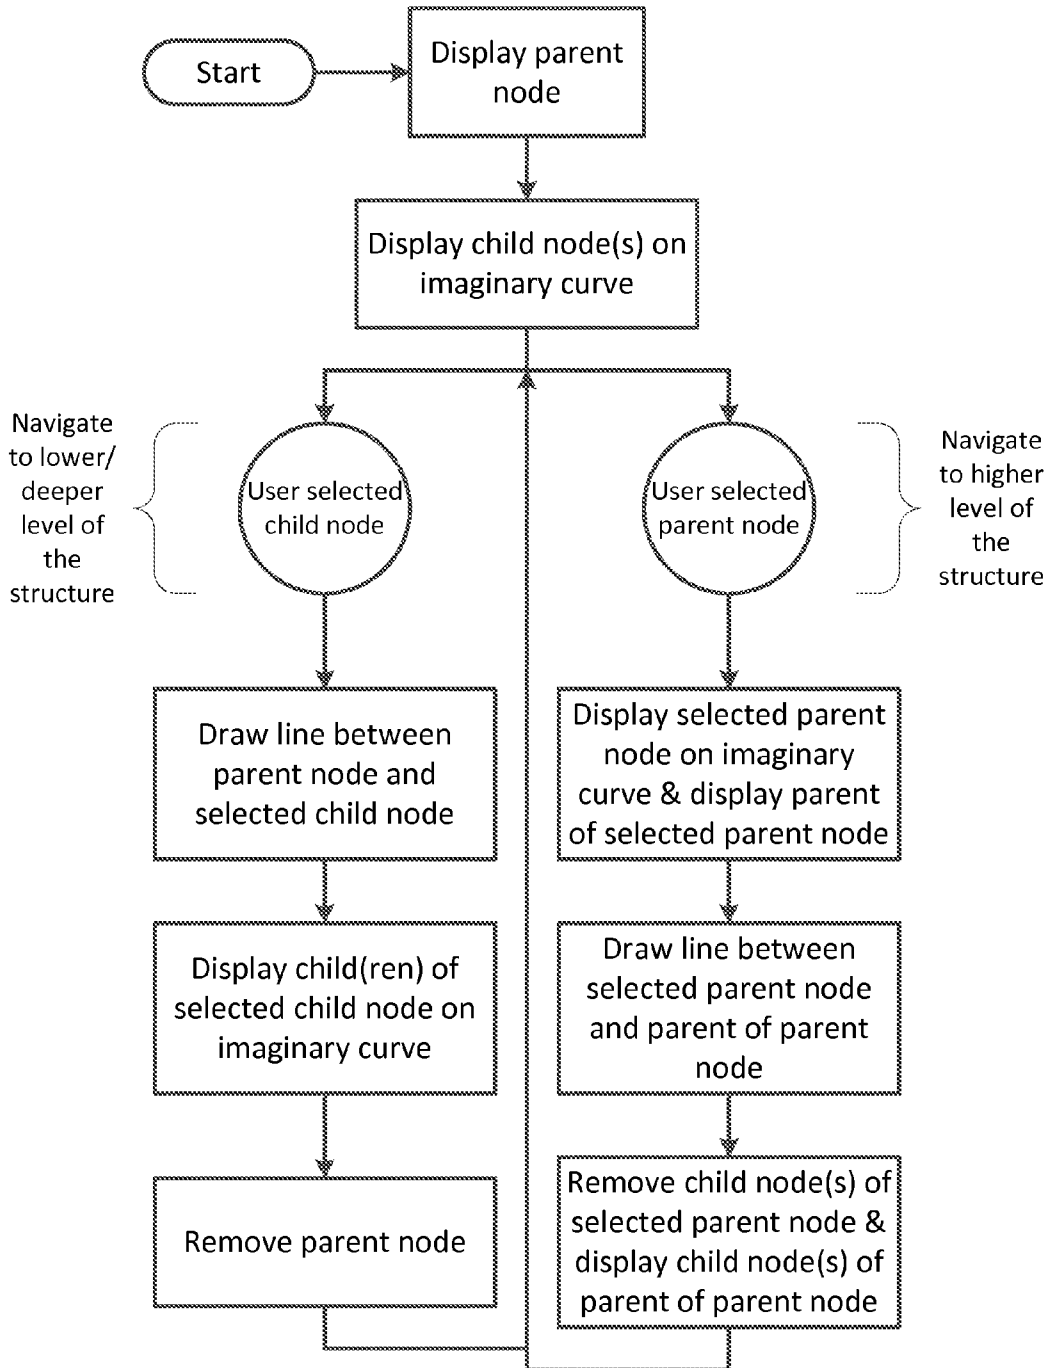 Start
Display parent
node
Display child node(s) on
imaginary curve
Navigate
to lower/
deeper
level of
the
structure
User selected
child node
User selected
parent node
Navigate
to higher
level of
the
structure
Draw line between
parent node and
selected child node
Display selected parent
node on imaginary
curve & display parent
of selected parent node
Display child(ren) of
selected child node on
imaginary curve
Draw line between
selected parent node
and parent of parent
node
Remove parent node
Remove child node(s) of
selected parent node &
display child node(s) of
parent of parent node